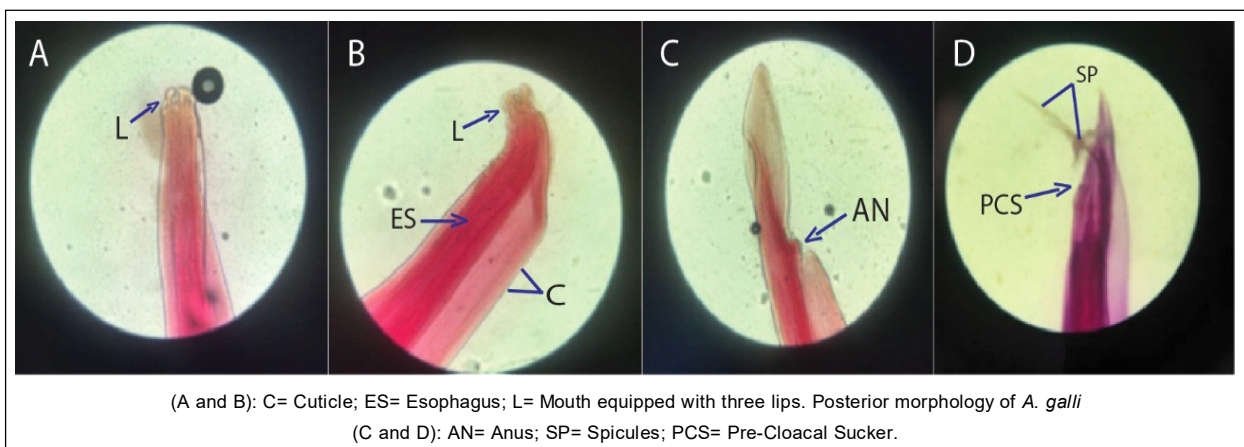 A
L
B
L
ES
C
C
AN
D
SP
PCS
(A and B): C= Cuticle; ES= Esophagus; L= Mouth equipped with three lips. Posterior morphology of A. galli
(C and D): AN= Anus; SP= Spicules; PCS= Pre-Cloacal Sucker.